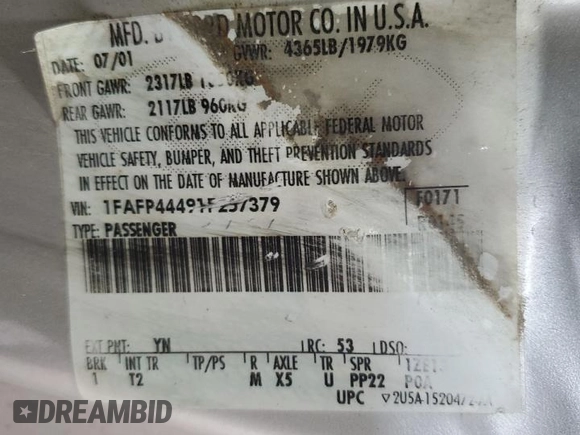 MFD. MOTOR CO. IN U.S.A.
DATE: 07/01 GVWR: 4365LB/1979KG
FRONT GAWR: 2317LB
REAR GAWR: 2117LB 960KG
THIS VEHICLE CONFORMS TO ALL APPLICABLE FEDERAL MOTOR
VEHICLE SAFETY, BUMPER, AND THEFT PREVENTION STANDARDS
IN EFFECT ON THE DATE OF MANUFACTURE SHOWN ABOVE.
VIN: F0171
TYPE: PASSENGER
EXT PNT: YN RC: 53 DSO:
BRK INT TR TP/PS R AXLE TR SPR
1 T2 M X5 U PP22
UPC
DREAMBID